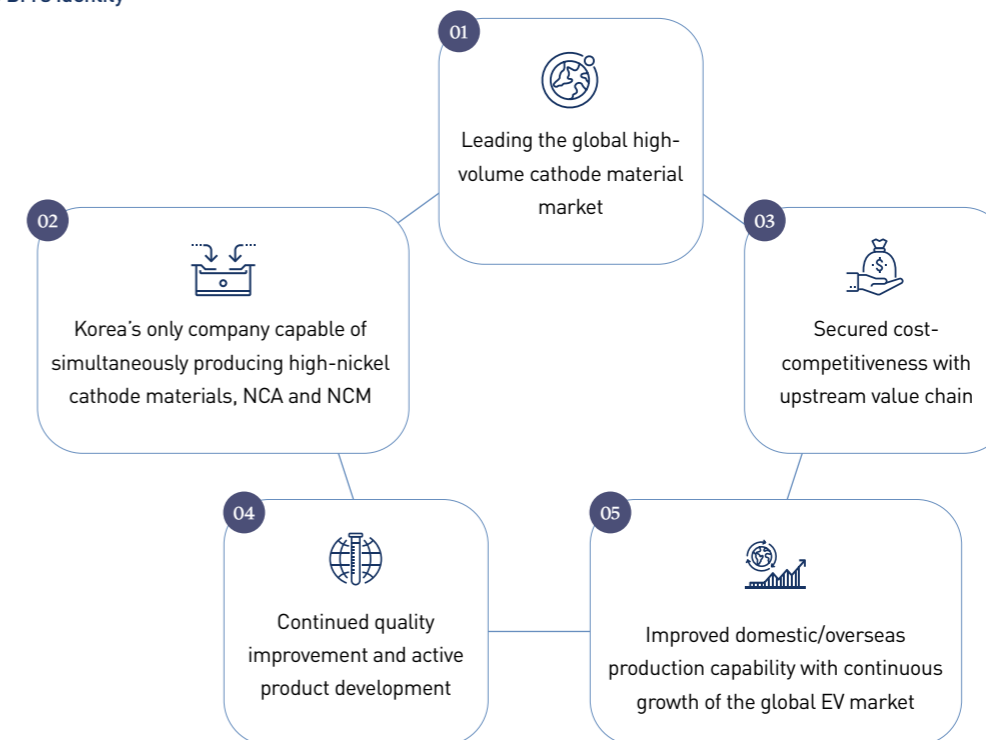 Identity
01
Leading the global high-
volume cathode material
market
02
Korea's only company capable of
simultaneously producing high-nickel
cathode materials, NCA and NCM
03
$
Secured cost-
competitiveness with
upstream value chain
04
Continued quality
improvement and active
product development
05
Improved domestic/overseas
production capability with continuous
growth of the global EV market